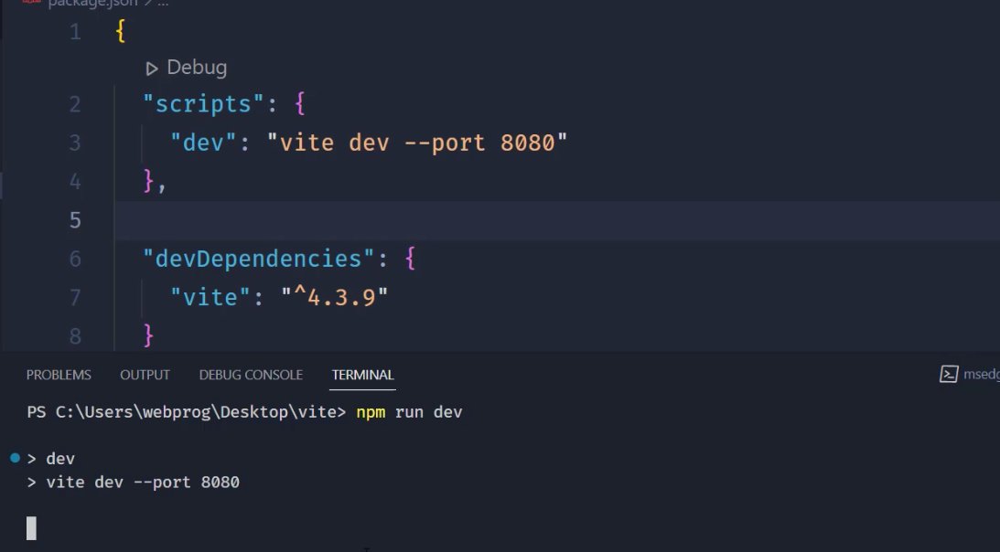 package.json > ...
1 {
Debug
2 "scripts": {
3 "dev": "vite dev --port 8080"
4 },
5
6 "devDependencies": {
7 "vite": "^4.3.9"
8 }
PROBLEMS OUTPUT DEBUG CONSOLE TERMINAL msedg
PS C:\Users\webprog\Desktop\vite> npm run dev
> dev
> vite dev --port 8080